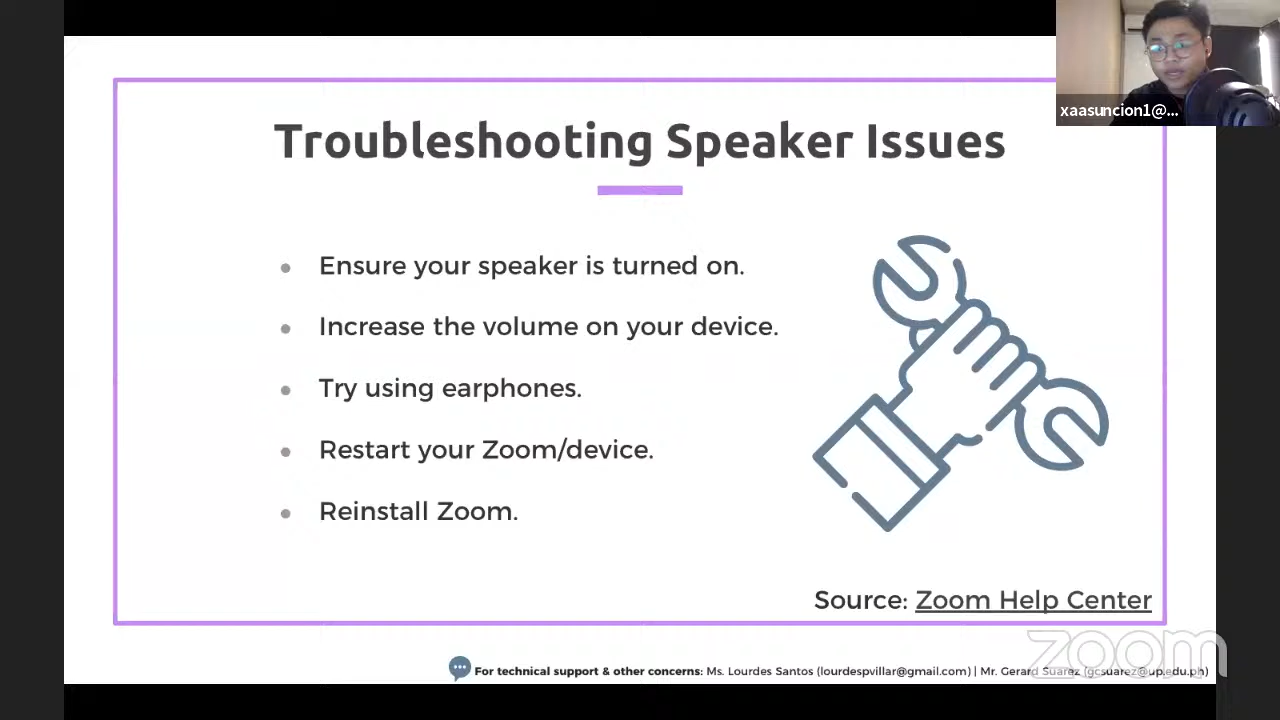 xaasuncion1@...
Troubleshooting Speaker Issues
Ensure your speaker is turned on.
Increase the volume on your device.
Try using earphones.
Restart your Zoom/device.
Reinstall Zoom.
Source: Zoom Help Center
zoom
For technical support & other concerns: Ms. Lourdes Santos (lourdespvillar@gmail.com) | Mr. Gerard Suarez (gcsuarez@up.edu.ph)